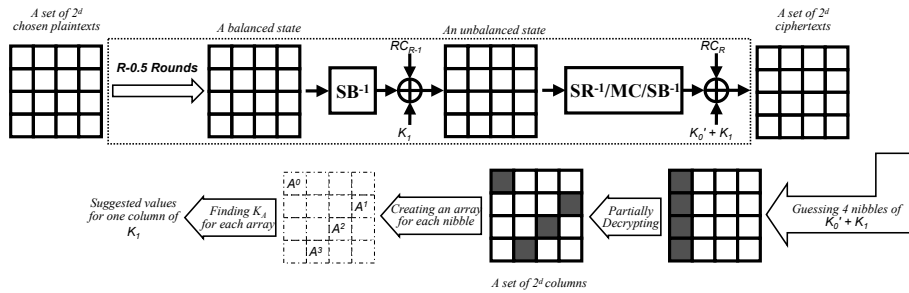 A set of 2^d
chosen plaintexts
R-0.5 Rounds
A balanced state
SB^-1
RC_R-1
K_1
An unbalanced state
SR^-1/MC/SB^-1
RC_R
K_0' + K_1
A set of 2^d
ciphertexts
Guessing 4 nibbles of
K_0' + K_1
Partially
Decrypting
A set of 2^d columns
Creating an array
for each nibble
A^0
A^1
A^2
A^3
Finding K_A
for each array
Suggested values
for one column of
K_1